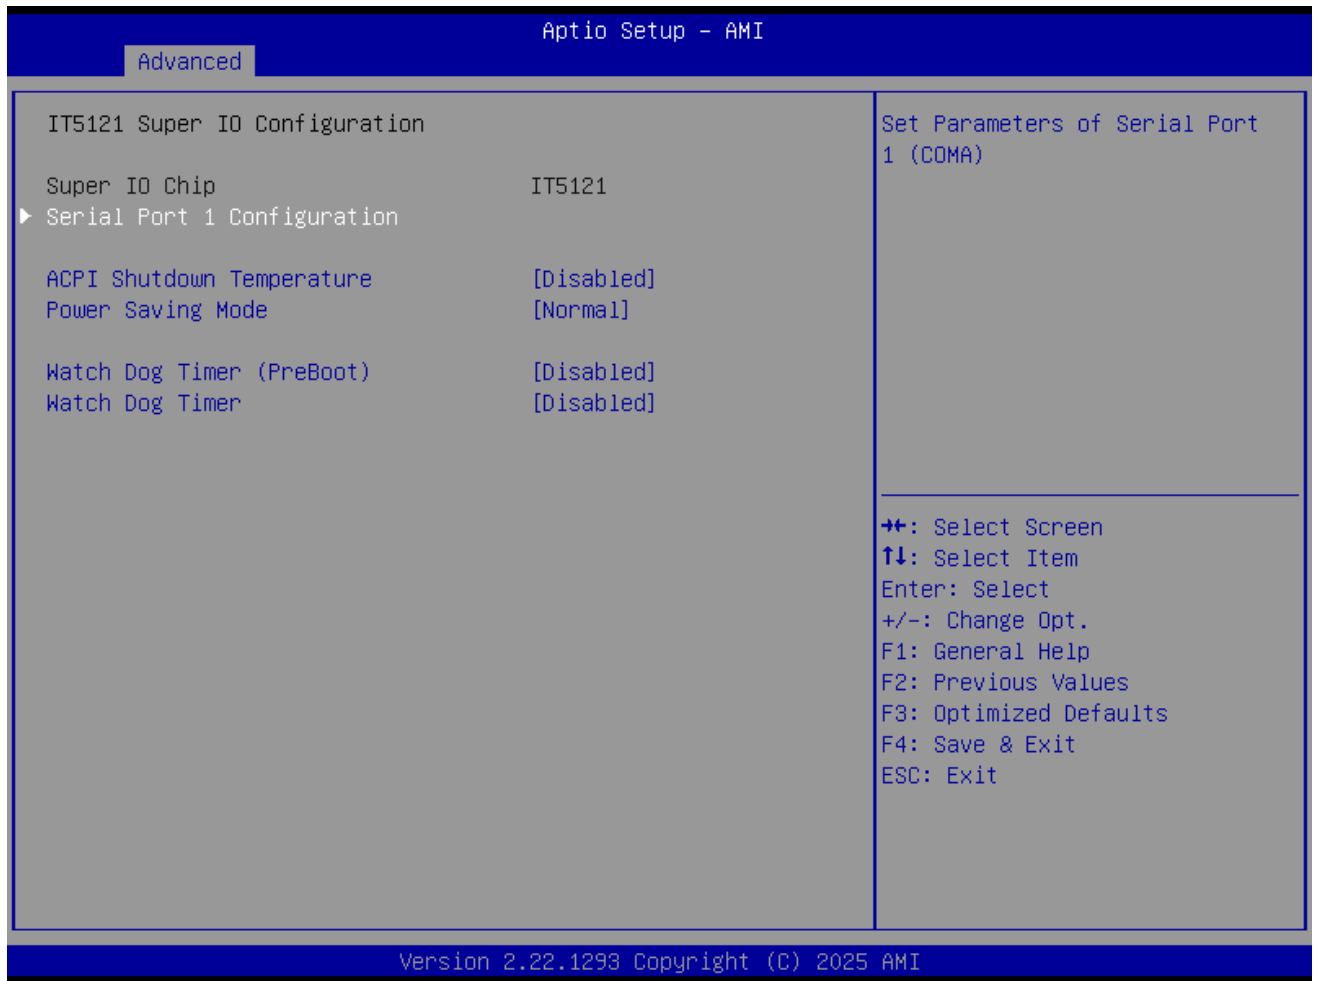 Aptio Setup – AMI
Advanced
IT5121 Super IO Configuration
Super IO Chip IT5121
▶ Serial Port 1 Configuration
ACPI Shutdown Temperature [Disabled]
Power Saving Mode [Normal]
Watch Dog Timer (PreBoot) [Disabled]
Watch Dog Timer [Disabled]
Set Parameters of Serial Port
1 (COMA)
→←: Select Screen
↑↓: Select Item
Enter: Select
+/-: Change Opt.
F1: General Help
F2: Previous Values
F3: Optimized Defaults
F4: Save & Exit
ESC: Exit
Version 2.22.1293 Copyright (C) 2025 AMI